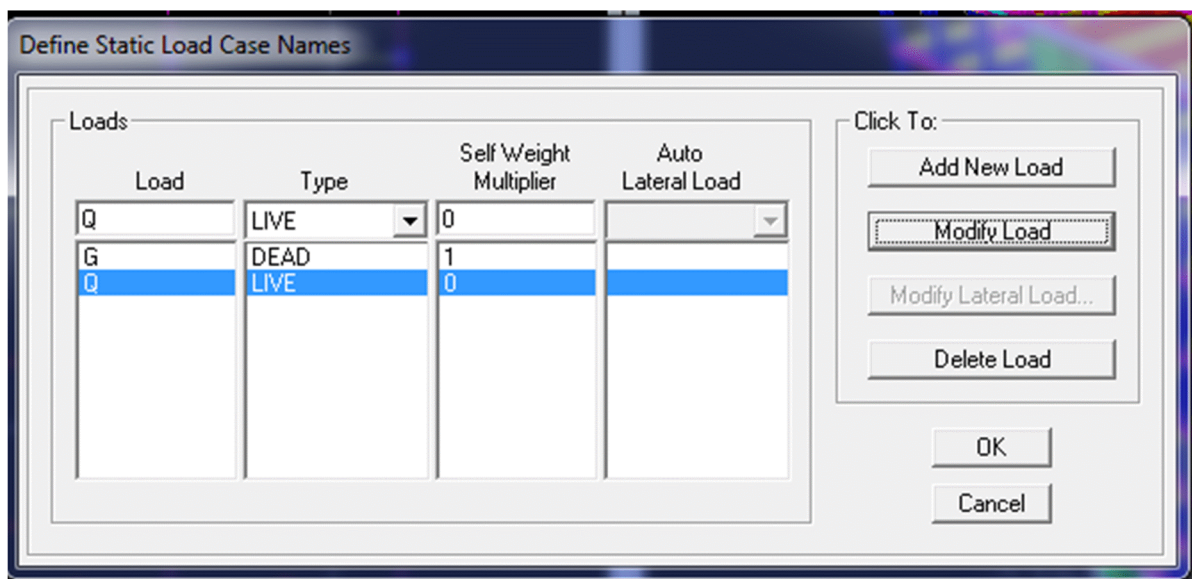 Define Static Load Case Names
Loads
Load Type Self Weight Multiplier Auto Lateral Load
Q LIVE 0
G DEAD 1
Q LIVE 0
Click To:
Add New Load
Modify Load
Modify Lateral Load...
Delete Load
OK
Cancel